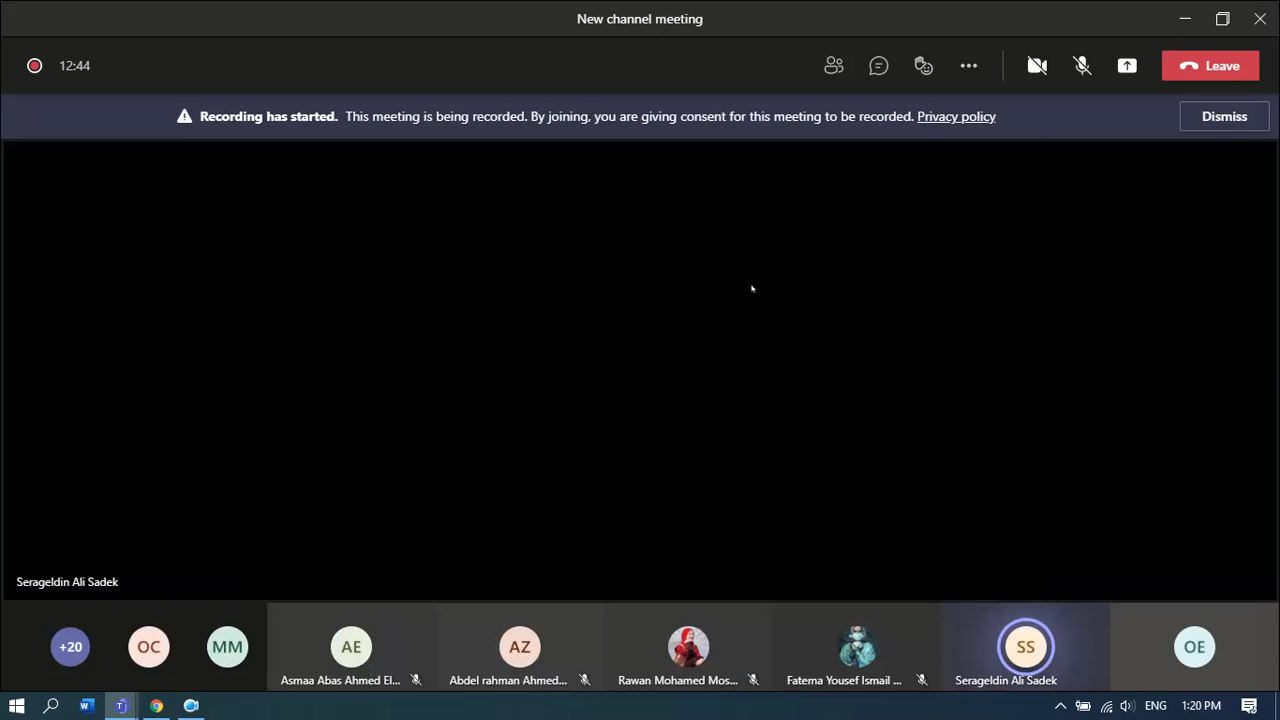 New channel meeting
12:44
Leave
Recording has started. This meeting is being recorded. By joining, you are giving consent for this meeting to be recorded. Privacy policy
Dismiss
Serageldin Ali Sadek
+20
OC
MM
AE
AZ
SS
OE
Asmaa Abas Ahmed El...
Abdel rahman Ahmed...
Rawan Mohamed Mos...
Fatema Yousef Ismail ...
Serageldin Ali Sadek
ENG
1:20 PM